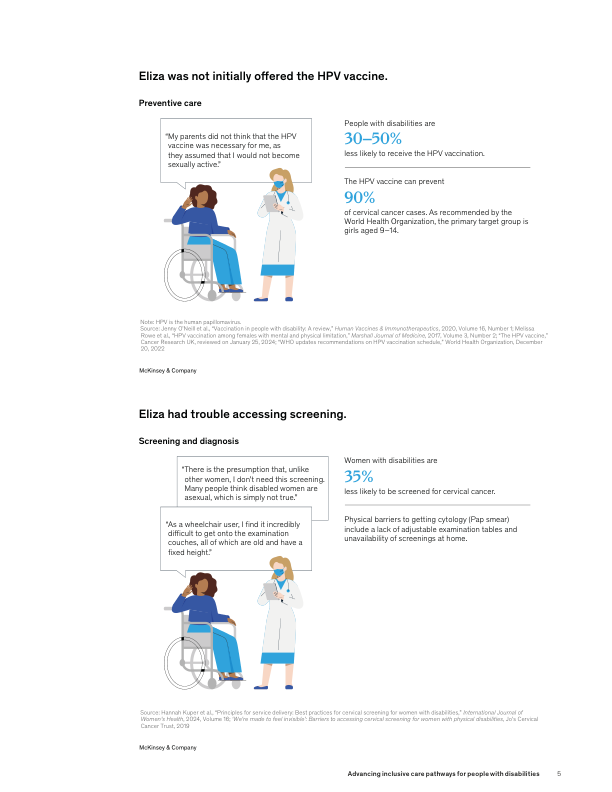 Eliza was not initially offered the HPV vaccine.
Preventive care
“My parents did not think that the HPV
vaccine was necessary for me, as
they assumed that I would not become
sexually active.”
People with disabilities are
30–50%
less likely to receive the HPV vaccination.
The HPV vaccine can prevent
90%
of cervical cancer cases. As recommended by the
World Health Organization, the primary target group is
girls aged 9–14.
Note: HPV is the human papillomavirus.
Source: Jenny O’Neill et al., “Vaccination in people with disability: A review,” Human Vaccines & Immunotherapeutics, 2020, Volume 16, Number 1; Melissa
Rowe et al., “HPV vaccination among females with mental and physical limitation,” Marshall Journal of Medicine, 2017, Volume 3, Number 2; “The HPV vaccine,”
Cancer Research UK, reviewed on January 25, 2024; “WHO updates recommendations on HPV vaccination schedule,” World Health Organization, December
20, 2022.
McKinsey & Company
Eliza had trouble accessing screening.
Screening and diagnosis
“There is the presumption that, unlike
other women, I don’t need this screening.
Many people think disabled women are
asexual, which is simply not true.”
“As a wheelchair user, I find it incredibly
difficult to get onto the examination
couches, all of which are old and have a
fixed height.”
Women with disabilities are
35%
less likely to be screened for cervical cancer.
Physical barriers to getting cytology (Pap smear)
include a lack of adjustable examination tables and
unavailability of screenings at home.
Source: Hannah Kuper et al., “Principles for service delivery: Best practices for cervical screening for women with disabilities,” International Journal of
Women’s Health, 2024, Volume 16; ‘We’re made to feel invisible’: Barriers to accessing cervical screening for women with physical disabilities, Jo’s Cervical
Cancer Trust, 2019
McKinsey & Company
Advancing inclusive care pathways for people with disabilities 5